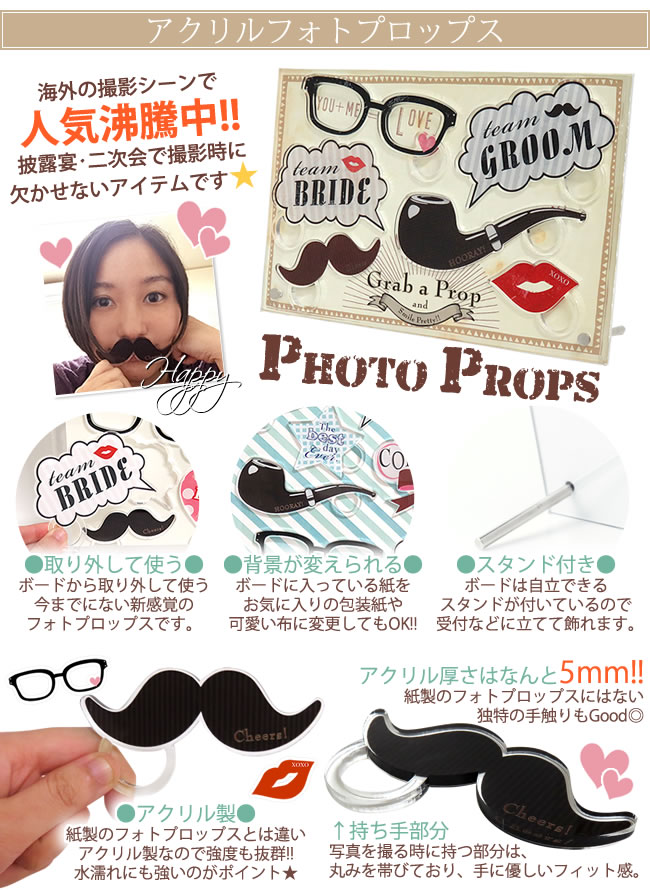 アクリルフォトプロップス
海外の撮影シーンで
人気沸騰中!!
披露宴・二次会で撮影時に
欠かせないアイテムです★
YOU+ME=LOVE
team
GROOM
team
BRIDE
HOORAY!
XOXO
Grab a Prop
and
Smile Pretty!!
Happy
PHOTO PROPS
team
BRIDE
Cheers!
The
Best
day
Ever
HOORAY!
●取り外して使う●
ボードから取り外して使う
今までにない新感覚の
フォトプロップスです。
●背景が変えられる●
ボードに入っている紙を
お気に入りの包装紙や
可愛い布に変更してもOK!!
●スタンド付き●
ボードは自立できる
スタンドが付いているので
受付などに立てて飾れます。
アクリル厚さはなんと5mm!!
紙製のフォトプロップスにはない
独特の手触りもGood◎
Cheers!
XOXO
●アクリル製●
紙製のフォトプロップスとは違い
アクリル製なので強度も抜群!!
水濡れにも強いのがポイント★
Cheers!
↑持ち手部分
写真を撮る時に持つ部分は、
丸みを帯びており、手に優しいフィット感。